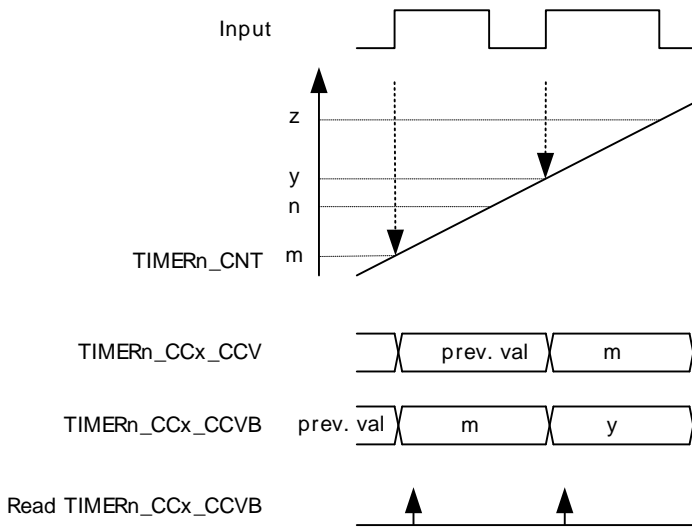 Input
z
y
n
TIMERn_CNT m
TIMERn_CCx_CCV prev. val m
TIMERn_CCx_CCVB prev. val m y
Read TIMERn_CCx_CCVB